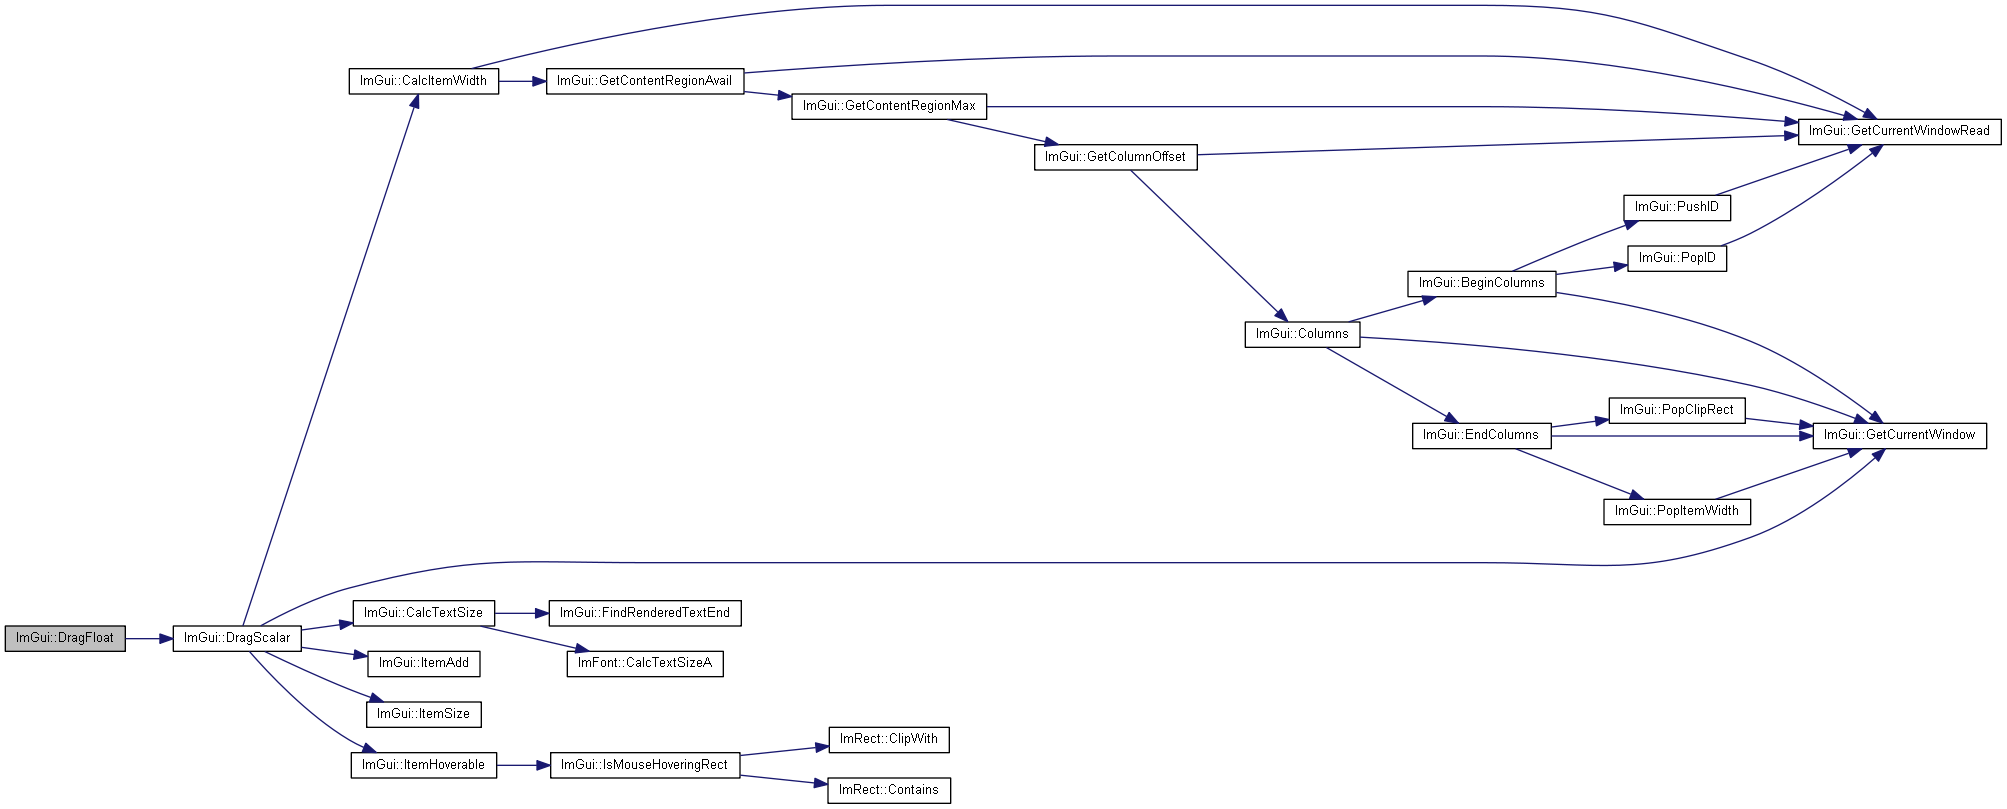 ImGui::CalcItemWidth
ImGui::GetContentRegionAvail
ImGui::GetContentRegionMax
ImGui::GetCurrentWindowRead
ImGui::GetColumnOffset
ImGui::PushID
ImGui::PopID
ImGui::BeginColumns
ImGui::Columns
ImGui::PopClipRect
ImGui::EndColumns
ImGui::GetCurrentWindow
ImGui::PopItemWidth
ImGui::CalcTextSize
ImGui::FindRenderedTextEnd
ImGui::DragFloat
ImGui::DragScalar
ImGui::ItemAdd
ImFont::CalcTextSizeA
ImGui::ItemSize
ImRect::ClipWith
ImGui::ItemHoverable
ImGui::IsMouseHoveringRect
ImRect::Contains